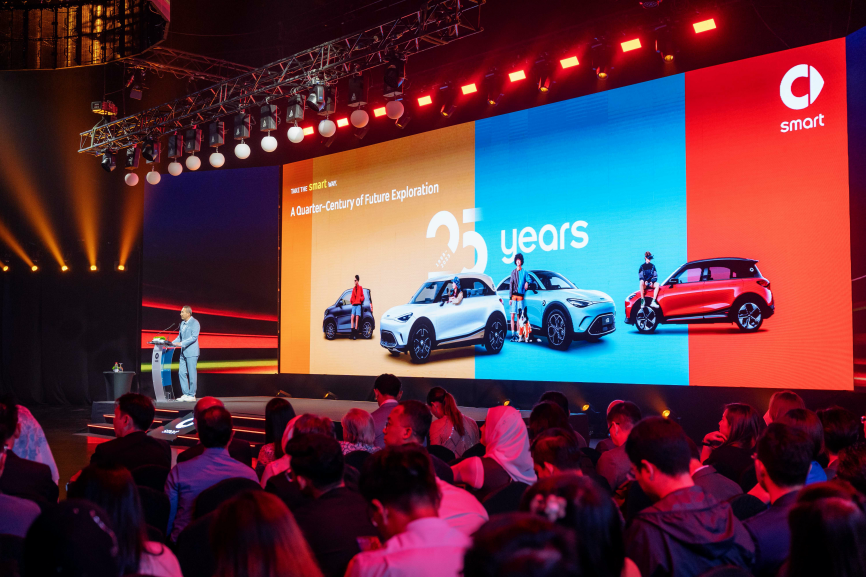 smart
TAKE THE smart WAY.
A Quarter-Century of Future Exploration
25 years